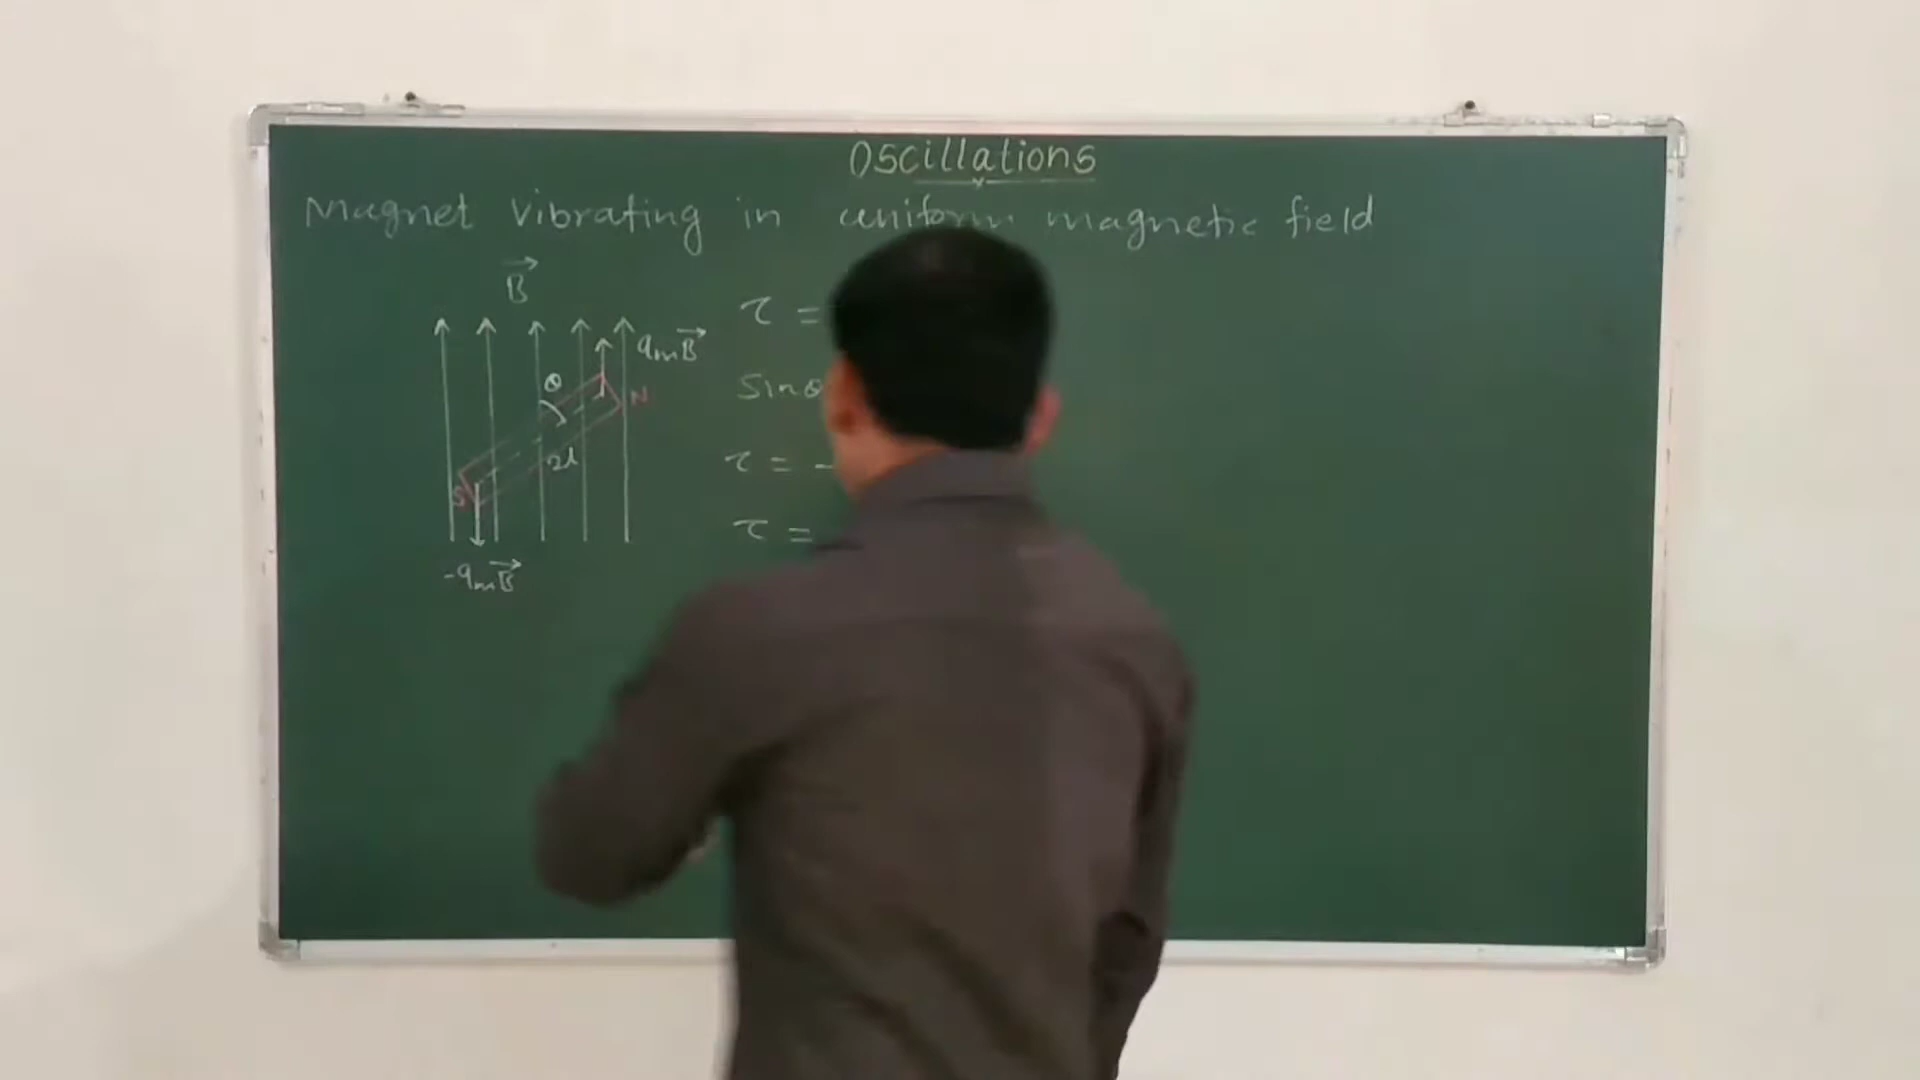 Oscillations
Magnet vibrating in uniform magnetic field
B
qmB
θ
N
2l
S
-qmB
τ =
Sinθ
τ = -
τ =